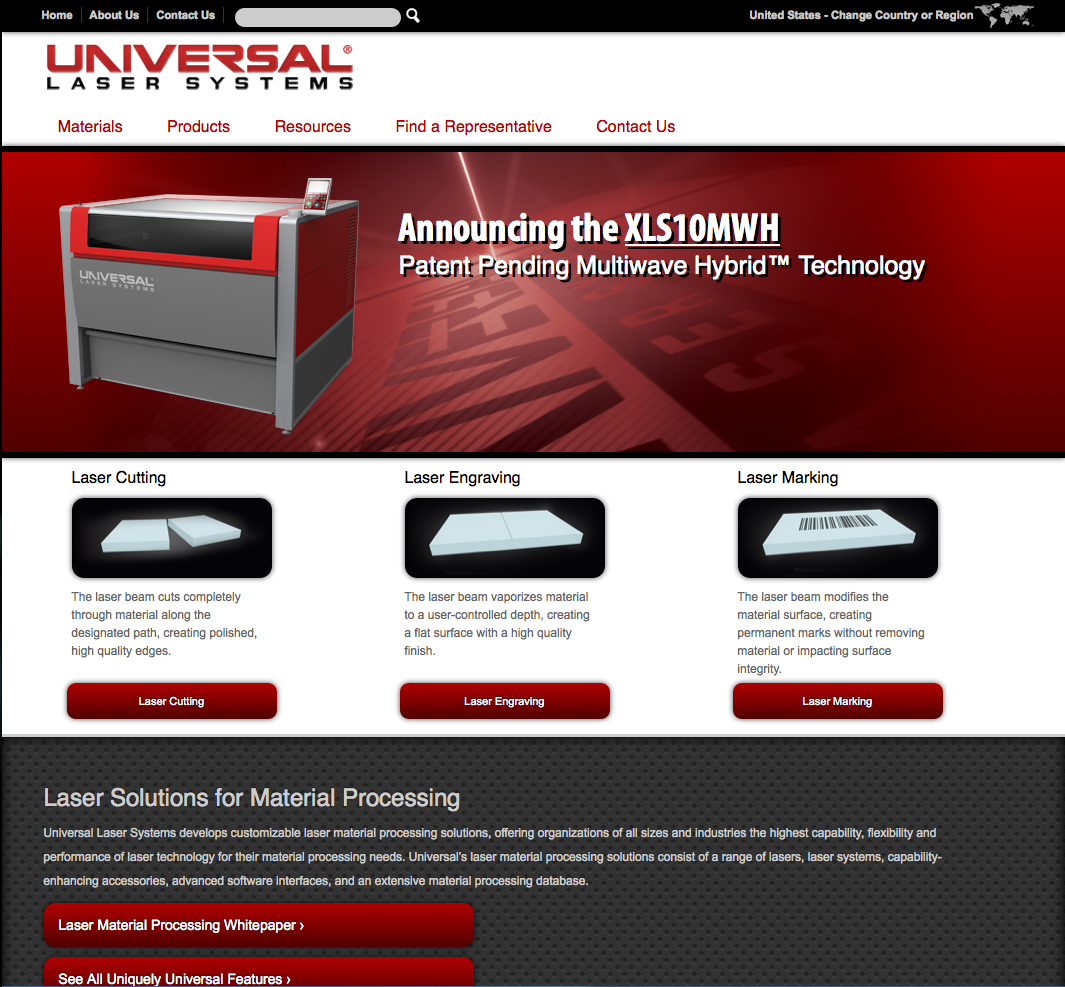 Home About Us Contact Us United States - Change Country or Region
UNIVERSAL®
LASER SYSTEMS
Materials Products Resources Find a Representative Contact Us
Announcing the XLS10MWH
Patent Pending Multiwave Hybrid™ Technology
UNIVERSAL
LASER SYSTEMS
Laser Cutting
The laser beam cuts completely
through material along the
designated path, creating polished,
high quality edges.
Laser Cutting
Laser Engraving
The laser beam vaporizes material
to a user-controlled depth, creating
a flat surface with a high quality
finish.
Laser Engraving
Laser Marking
The laser beam modifies the
material surface, creating
permanent marks without removing
material or impacting surface
integrity.
Laser Marking
Laser Solutions for Material Processing
Universal Laser Systems develops customizable laser material processing solutions, offering organizations of all sizes and industries the highest capability, flexibility and
performance of laser technology for their material processing needs. Universal's laser material processing solutions consist of a range of lasers, laser systems, capability-
enhancing accessories, advanced software interfaces, and an extensive material processing database.
Laser Material Processing Whitepaper ›
See All Uniquely Universal Features ›